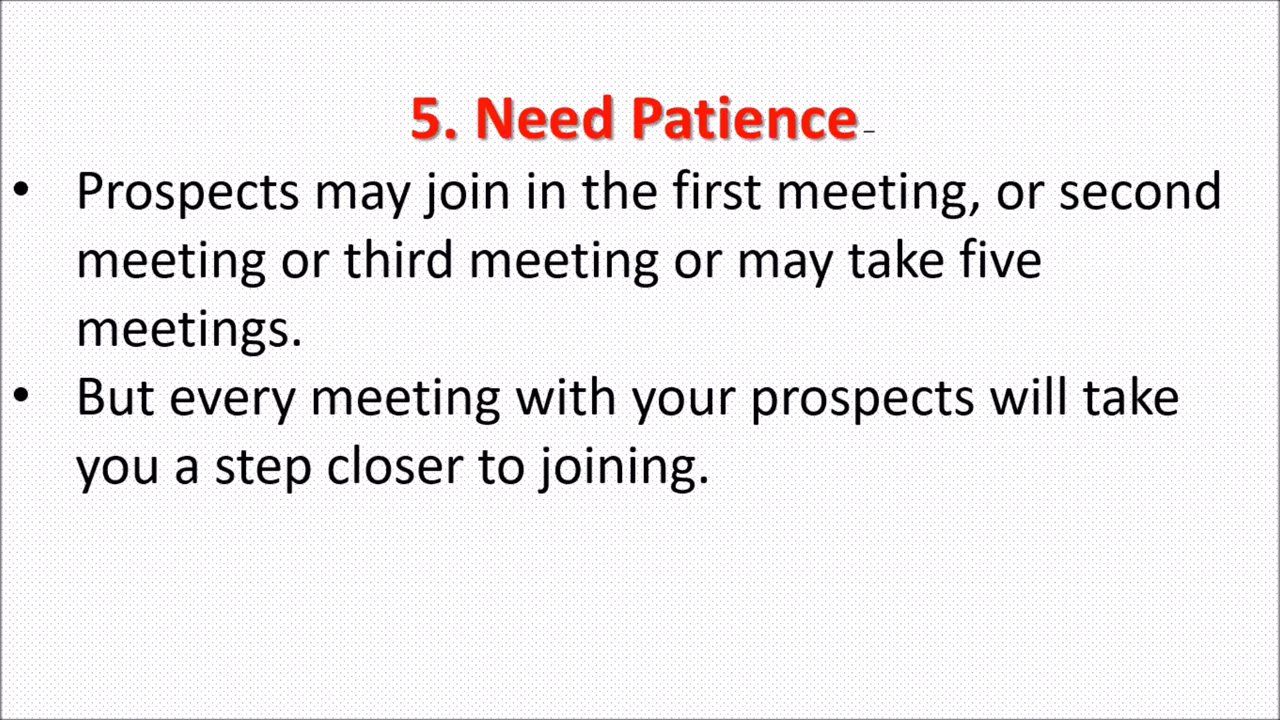 5. Need Patience –
• Prospects may join in the first meeting, or second
meeting or third meeting or may take five
meetings.
• But every meeting with your prospects will take
you a step closer to joining.